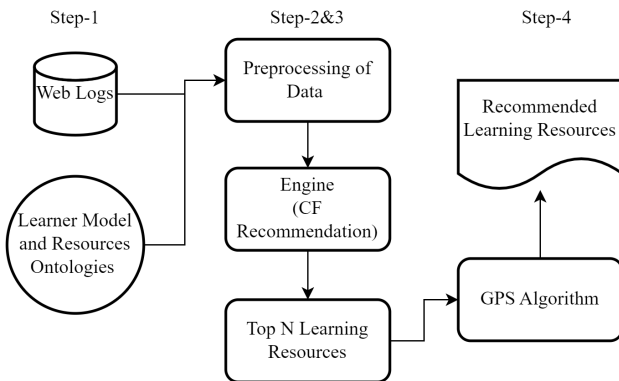 Step-1
Step-2&3
Step-4
Web Logs
Learner Model
and Resources
Ontologies
Preprocessing of
Data
Engine
(CF
Recommendation)
Top N Learning
Resources
GPS Algorithm
Recommended
Learning Resources